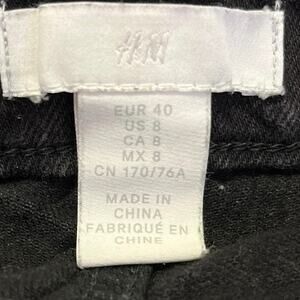 H&M
EUR 40
US 8
CA 8
MX 8
CN 170/76A
MADE IN
CHINA
FABRIQUÉ EN
CHINE